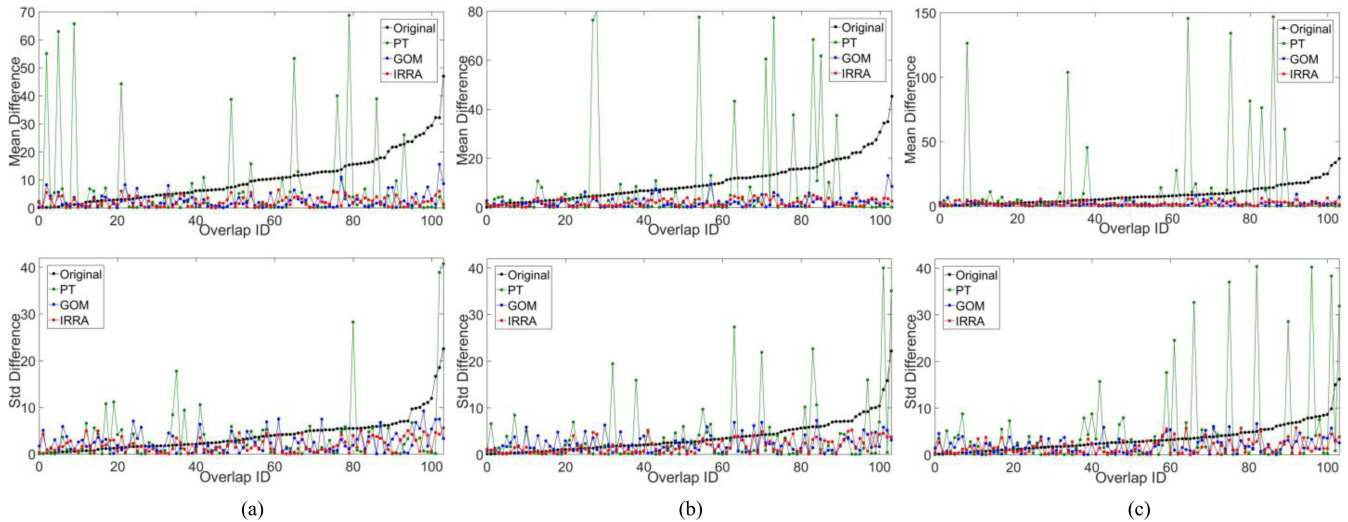 70
60
50
40
30
20
10
0
Mean Difference
Original
PT
GOM
IRRA
0 20 40 60 80 100
Overlap ID
80
60
40
20
0
Mean Difference
Original
PT
GOM
IRRA
0 20 40 60 80 100
Overlap ID
150
100
50
0
Mean Difference
Original
PT
GOM
IRRA
0 20 40 60 80 100
Overlap ID
40
30
20
10
0
Std Difference
Original
PT
GOM
IRRA
0 20 40 60 80 100
Overlap ID
40
30
20
10
0
Std Difference
Original
PT
GOM
IRRA
0 20 40 60 80 100
Overlap ID
40
30
20
10
0
Std Difference
Original
PT
GOM
IRRA
0 20 40 60 80 100
Overlap ID
(a)
(b)
(c)